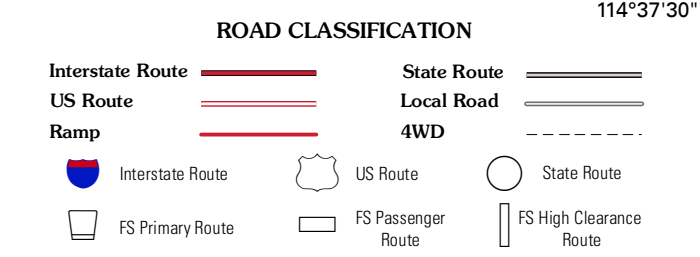 114°37'30"
ROAD CLASSIFICATION
Interstate Route
State Route
US Route
Local Road
Ramp
4WD
Interstate Route
US Route
State Route
FS Primary Route
FS Passenger
Route
FS High Clearance
Route